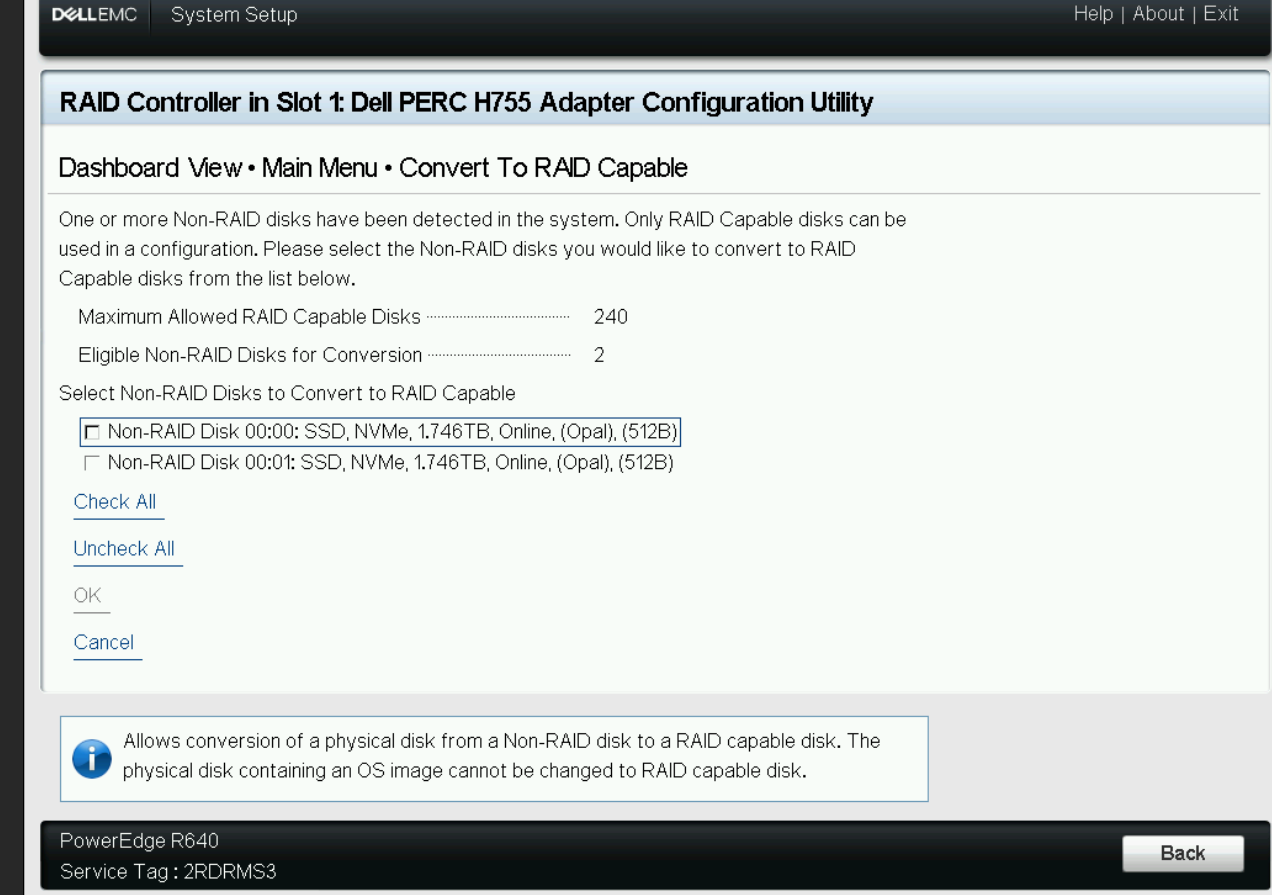 DELLEMC System Setup Help | About | Exit
RAID Controller in Slot 1: Dell PERC H755 Adapter Configuration Utility
Dashboard View • Main Menu • Convert To RAID Capable
One or more Non-RAID disks have been detected in the system. Only RAID Capable disks can be
used in a configuration. Please select the Non-RAID disks you would like to convert to RAID
Capable disks from the list below.
Maximum Allowed RAID Capable Disks 240
Eligible Non-RAID Disks for Conversion 2
Select Non-RAID Disks to Convert to RAID Capable
Non-RAID Disk 00:00: SSD, NVMe, 1.746TB, Online, (Opal), (512B)
Non-RAID Disk 00:01: SSD, NVMe, 1.746TB, Online, (Opal), (512B)
Check All
Uncheck All
OK
Cancel
Allows conversion of a physical disk from a Non-RAID disk to a RAID capable disk. The
physical disk containing an OS image cannot be changed to RAID capable disk.
PowerEdge R640
Service Tag : 2RDRMS3
Back